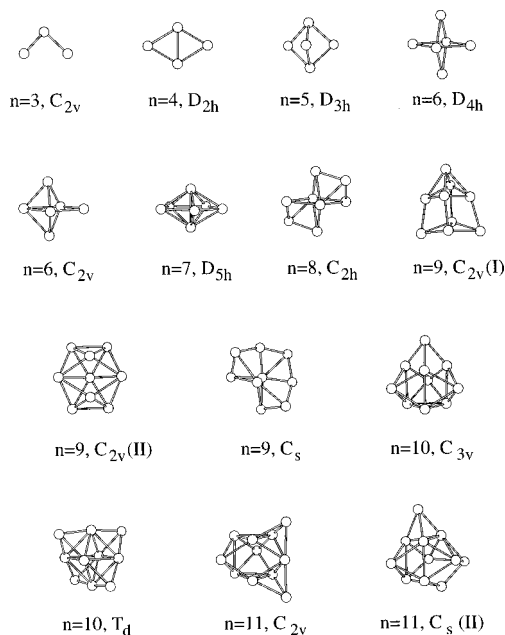 n=3, C2v n=4, D2h n=5, D3h n=6, D4h
n=6, C2v n=7, D5h n=8, C2h n=9, C2v(I)
n=9, C2v(II) n=9, Cs n=10, C3v
n=10, Td n=11, C2v n=11, Cs (II)